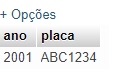 + Opções
ano placa
2001 ABC1234